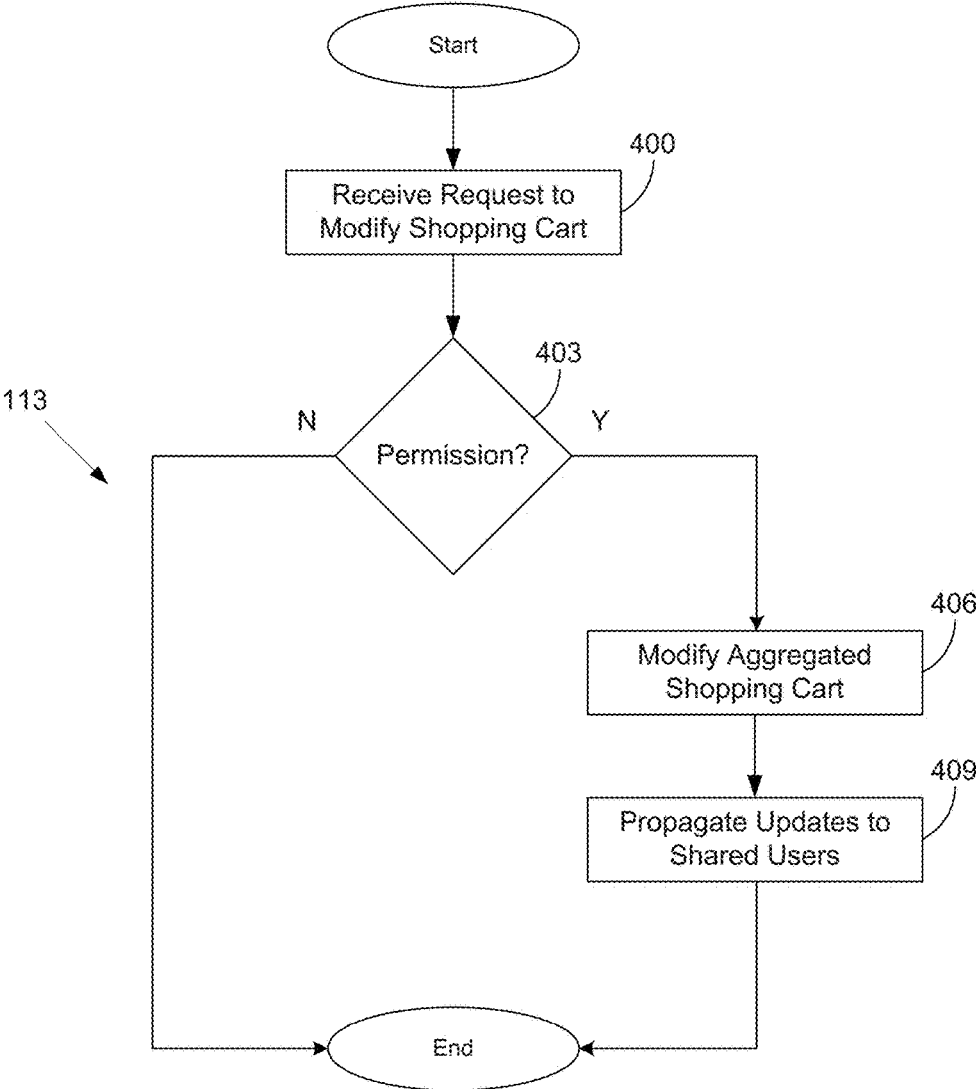 Start
400
Receive Request to
Modify Shopping Cart
403
113
N
Y
Permission?
406
Modify Aggregated
Shopping Cart
409
Propagate Updates to
Shared Users
End